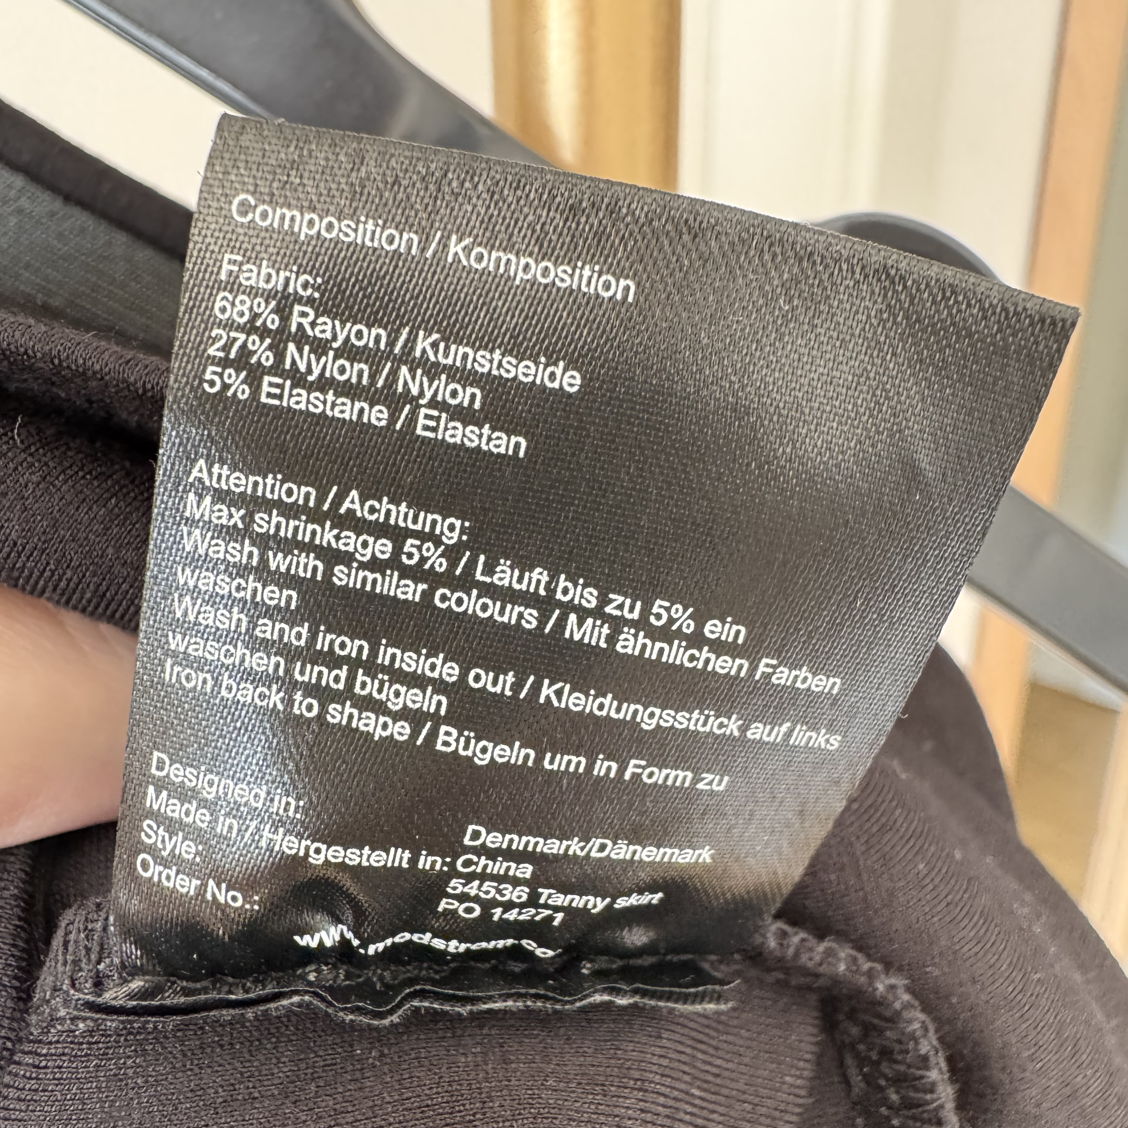 Composition / Komposition
Fabric:
68% Rayon / Kunstseide
27% Nylon / Nylon
5% Elastane / Elastan
Attention / Achtung:
Max shrinkage 5% / Läuft bis zu 5% ein
Wash with similar colours / Mit ähnlichen Farben
waschen
Wash and iron inside out / Kleidungsstück auf links
waschen und bügeln
Iron back to shape / Bügeln um in Form zu
Designed in: Denmark/Dänemark
Made in / Hergestellt in: China
Style: 54536 Tanny skirt
Order No.: PO 14271